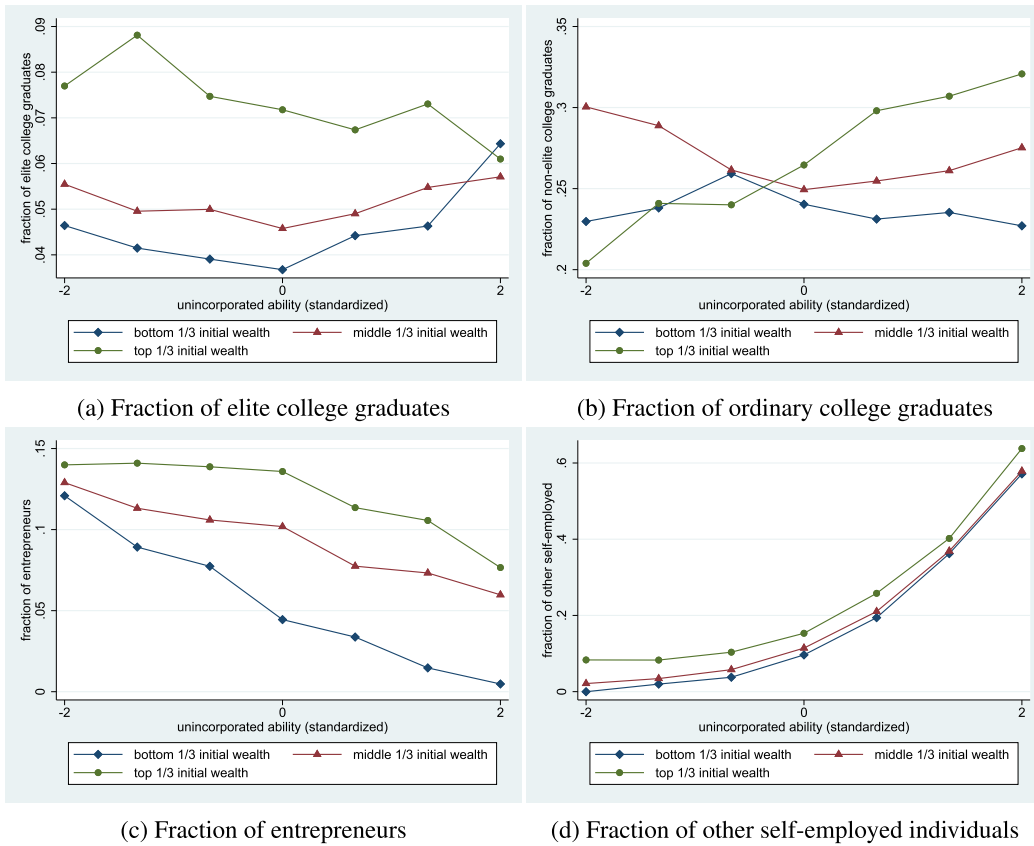 fraction of elite college graduates
.09
.08
.07
.06
.05
.04
-2 0 2
unincorporated ability (standardized)
bottom 1/3 initial wealth middle 1/3 initial wealth
top 1/3 initial wealth
(a) Fraction of elite college graduates
fraction of non-elite college graduates
.35
.3
.25
.2
-2 0 2
unincorporated ability (standardized)
bottom 1/3 initial wealth middle 1/3 initial wealth
top 1/3 initial wealth
(b) Fraction of ordinary college graduates
fraction of entrepreneurs
.15
.1
.05
0
-2 0 2
unincorporated ability (standardized)
bottom 1/3 initial wealth middle 1/3 initial wealth
top 1/3 initial wealth
(c) Fraction of entrepreneurs
fraction of other self-employed
.6
.4
.2
0
-2 0 2
unincorporated ability (standardized)
bottom 1/3 initial wealth middle 1/3 initial wealth
top 1/3 initial wealth
(d) Fraction of other self-employed individuals